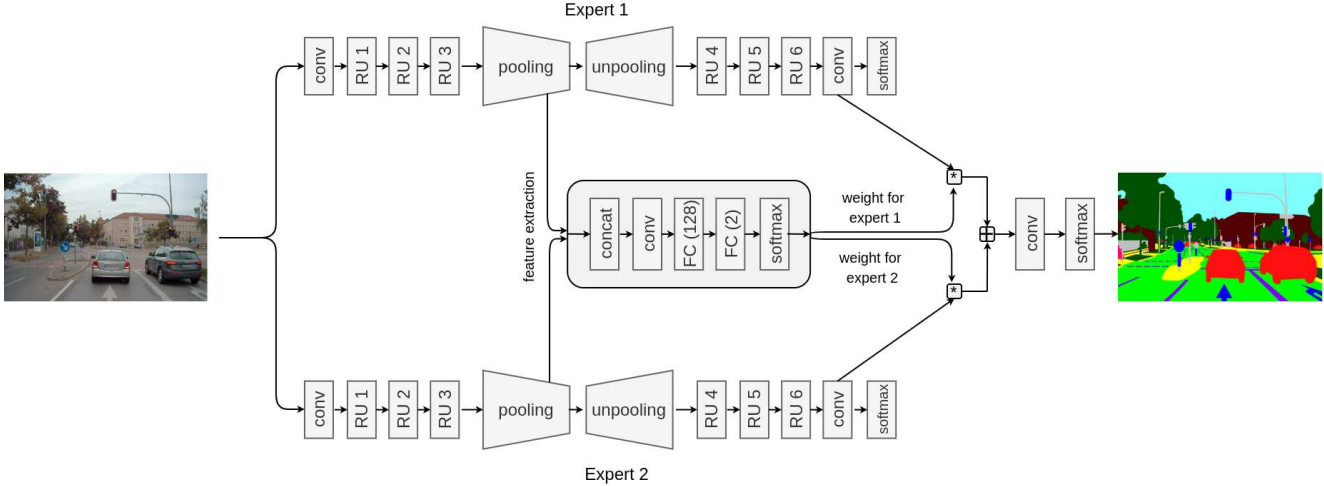 Expert 1
conv
RU 1
RU 2
RU 3
pooling
unpooling
RU 4
RU 5
RU 6
conv
softmax
feature extraction
concat
conv
FC (128)
FC (2)
softmax
weight for
expert 1
weight for
expert 2
*
*
conv
softmax
conv
RU 1
RU 2
RU 3
pooling
unpooling
RU 4
RU 5
RU 6
conv
softmax
Expert 2